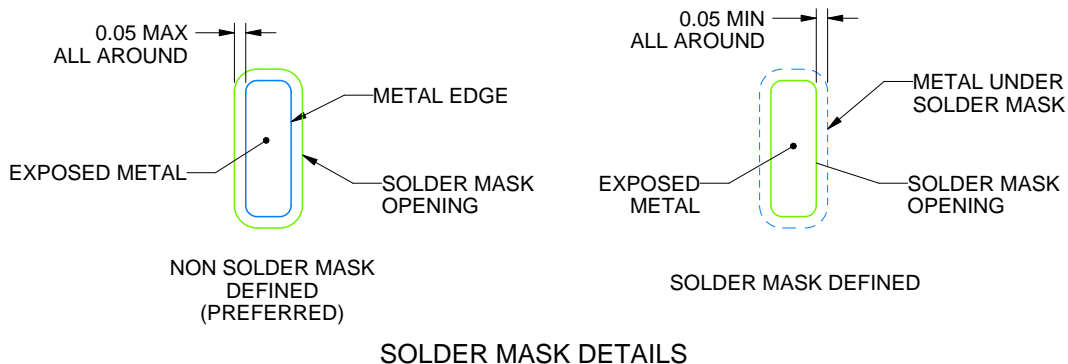 0.05 MAX
ALL AROUND
METAL EDGE
EXPOSED METAL
SOLDER MASK
OPENING
NON SOLDER MASK
DEFINED
(PREFERRED)
0.05 MIN
ALL AROUND
METAL UNDER
SOLDER MASK
EXPOSED
METAL
SOLDER MASK
OPENING
SOLDER MASK DEFINED
SOLDER MASK DETAILS